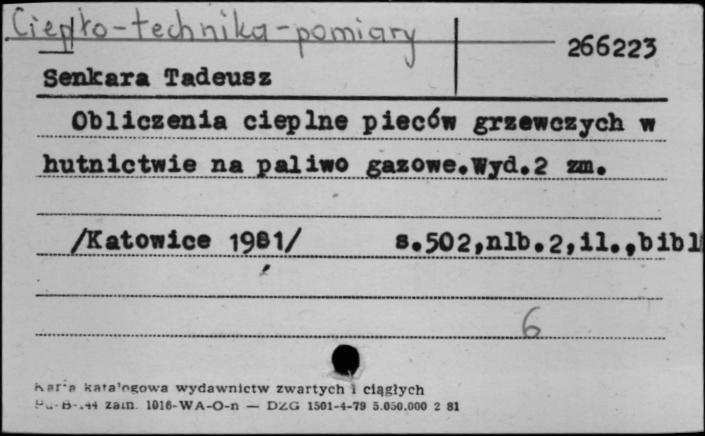 Ciepło-technika-pomiary
266223
Senkara Tadeusz
Obliczenia cieplne pieców grzewczych w
hutnictwie na paliwo gazowe.Wyd.2 zm.
/Katowice 1981/ s.502,nlb.2,il.,bibl
6
Karta katalogowa wydawnictw zwartych i ciągłych
Pu-B-.44 zam. 1016-WA-O-n — DZG 1501-4-79 5.050.000 2 81